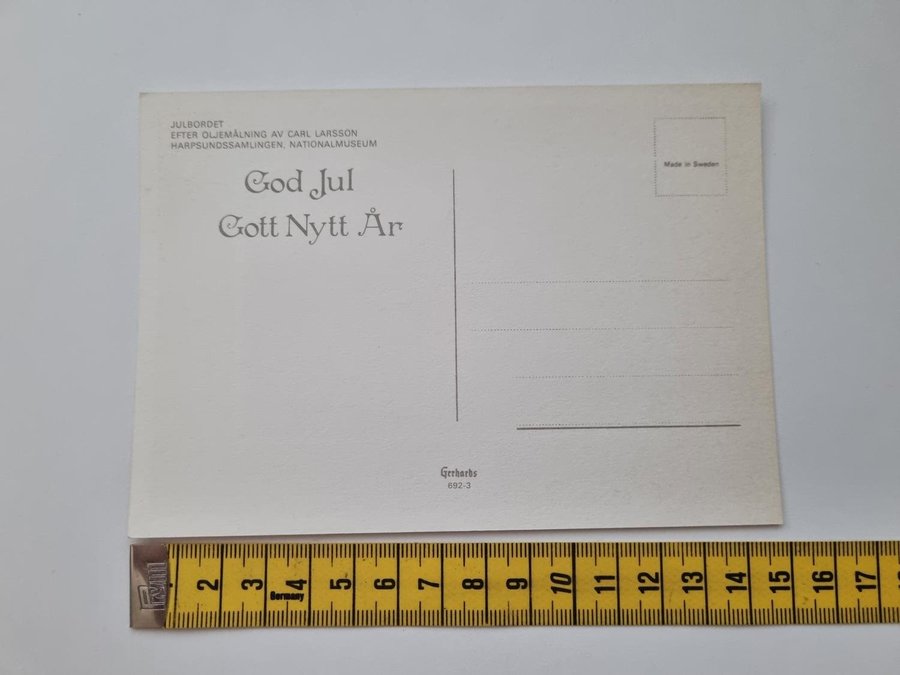 JULBORDET
EFTER OLJEMÅLNING AV CARL LARSSON
HARPSUNDSSAMLINGEN, NATIONALMUSEUM
Made in Sweden
God Jul
Gott Nytt År
Gerhards
692-3
2 3 4 5 6 7 8 9 10 11 12 13 14 15 16 17
Germany